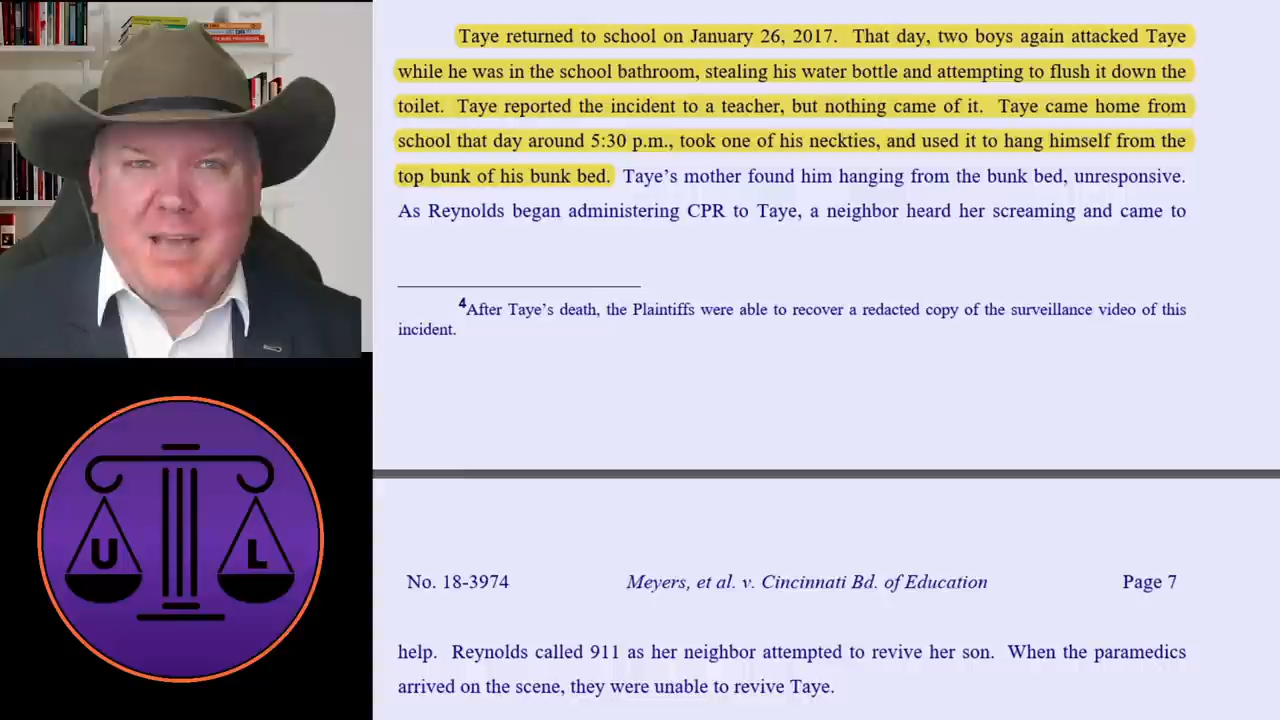 Taye returned to school on January 26, 2017. That day, two boys again attacked Taye
while he was in the school bathroom, stealing his water bottle and attempting to flush it down the
toilet. Taye reported the incident to a teacher, but nothing came of it. Taye came home from
school that day around 5:30 p.m., took one of his neckties, and used it to hang himself from the
top bunk of his bunk bed. Taye's mother found him hanging from the bunk bed, unresponsive.
As Reynolds began administering CPR to Taye, a neighbor heard her screaming and came to
4After Taye's death, the Plaintiffs were able to recover a redacted copy of the surveillance video of this
incident.
U L
No. 18-3974 Meyers, et al. v. Cincinnati Bd. of Education Page 7
help. Reynolds called 911 as her neighbor attempted to revive her son. When the paramedics
arrived on the scene, they were unable to revive Taye.